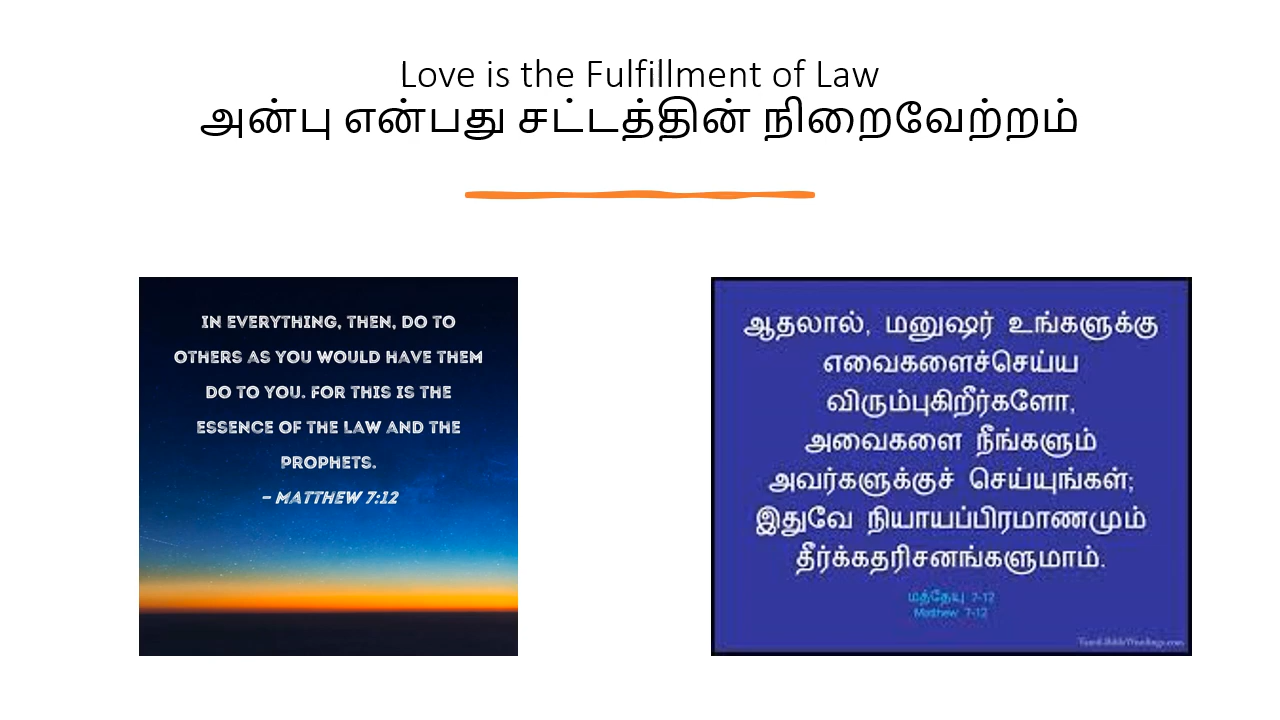 Love is the Fulfillment of Law
அன்பு என்பது சட்டத்தின் நிறைவேற்றம்
IN EVERYTHING, THEN, DO TO
OTHERS AS YOU WOULD HAVE THEM
DO TO YOU. FOR THIS IS THE
ESSENCE OF THE LAW AND THE
PROPHETS.
– MATTHEW 7:12
ஆதலால், மனுஷர் உங்களுக்கு
எவைகளைச்செய்ய
விரும்புகிறீர்களோ,
அவைகளை நீங்களும்
அவர்களுக்குச் செய்யுங்கள்;
இதுவே நியாயப்பிரமாணமும்
தீர்க்கதரிசனங்களுமாம்.
மத்தேயு 7-12
Matthew 7-12